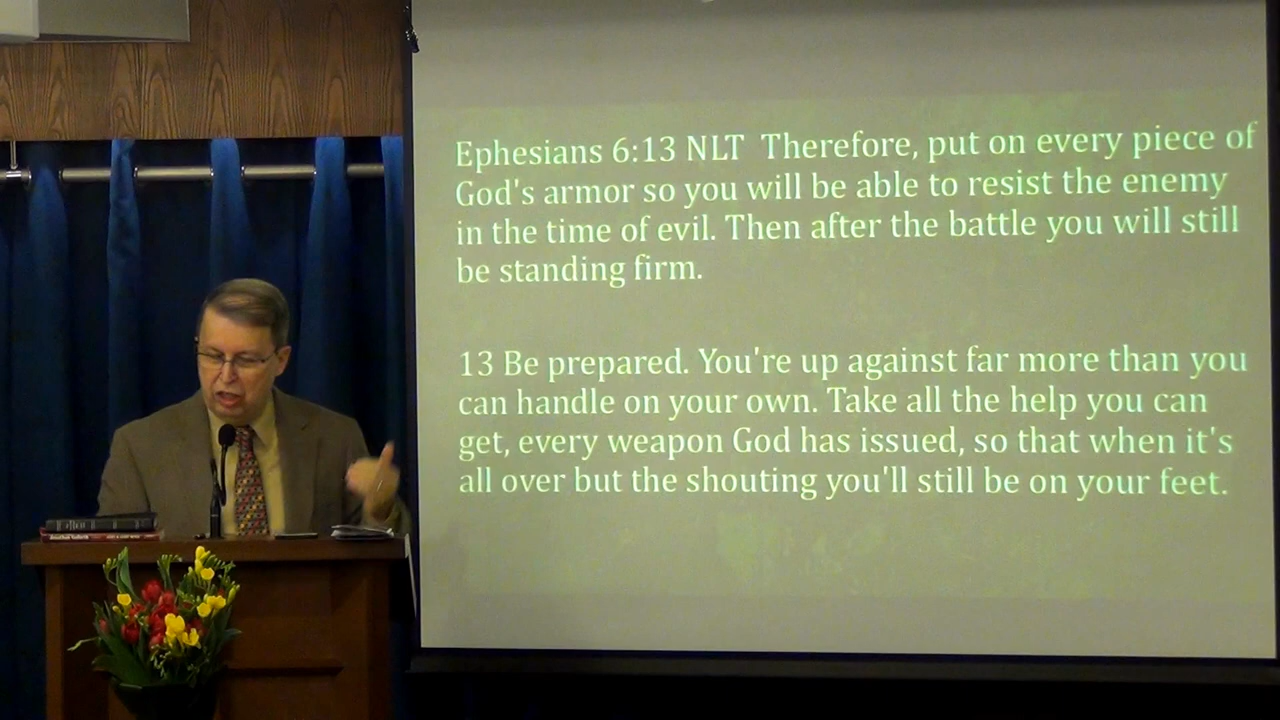 Ephesians 6:13 NLT Therefore, put on every piece of
God's armor so you will be able to resist the enemy
in the time of evil. Then after the battle you will still
be standing firm.
13 Be prepared. You're up against far more than you
can handle on your own. Take all the help you can
get, every weapon God has issued, so that when it's
all over but the shouting you'll still be on your feet.